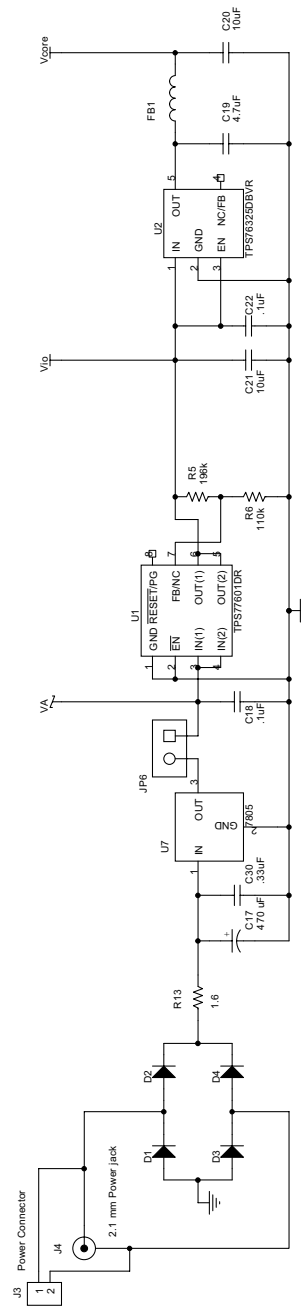 J3
Power Connector
1
2
J4
2.1 mm Power jack
D1
D2
D3
D4
R13
1.6
C17
470 uF
C30
.33uF
U7
IN
OUT
GND
7805
1
2
3
JP6
VA
C18
.1uF
U1
1
2
3
4
GND
EN
IN(1)
IN(2)
RESET/PG
FB/NC
OUT(1)
OUT(2)
8
7
6
5
TPS77601DR
R5
196k
R6
110k
Vio
C21
10uF
C22
.1uF
U2
1
2
3
IN
GND
EN
OUT
NC/FB
5
4
TPS76325DBVR
FB1
C19
4.7uF
Vcore
C20
10uF